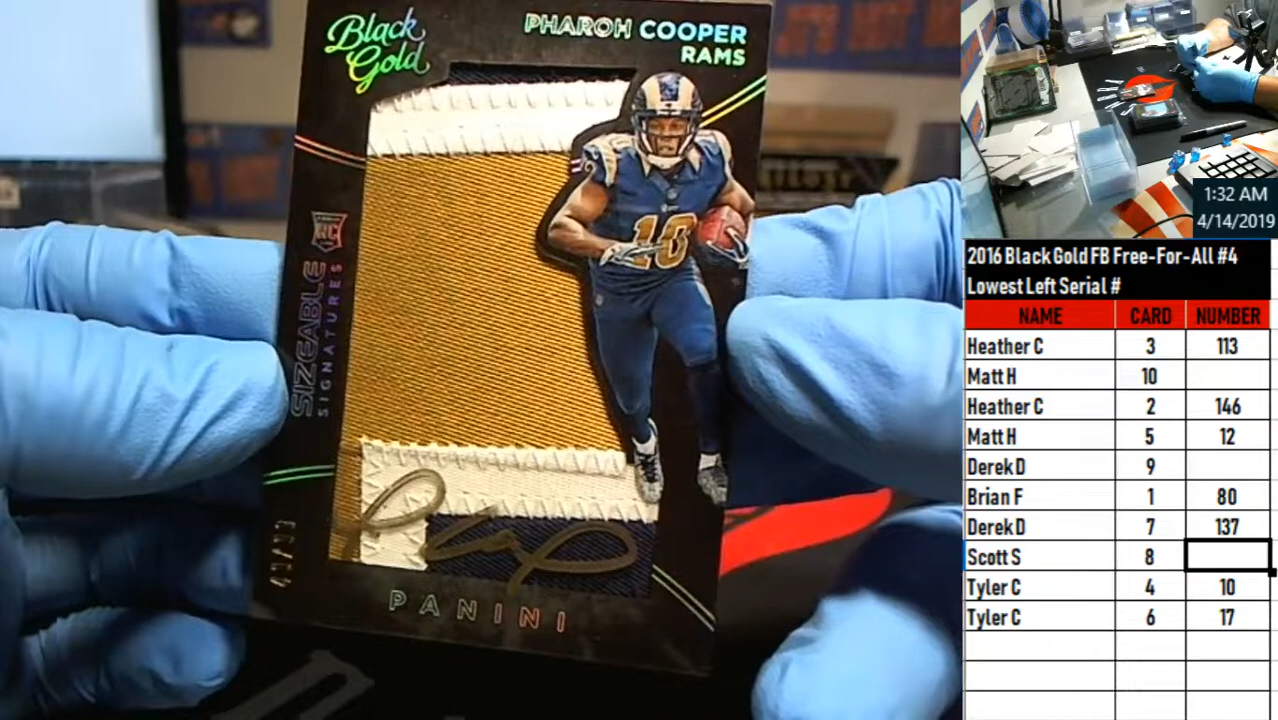 Black
Gold
PHAROH COOPER
RAMS
RC
SIZEABLE
SIGNATURES
10
PANINI
1:32 AM
4/14/2019
2016 Black Gold FB Free-For-All #4
Lowest Left Serial #
NAME CARD NUMBER
Heather C 3 113
Matt H 10
Heather C 2 146
Matt H 5 12
Derek D 9
Brian F 1 80
Derek D 7 137
Scott S 8
Tyler C 4 10
Tyler C 6 17